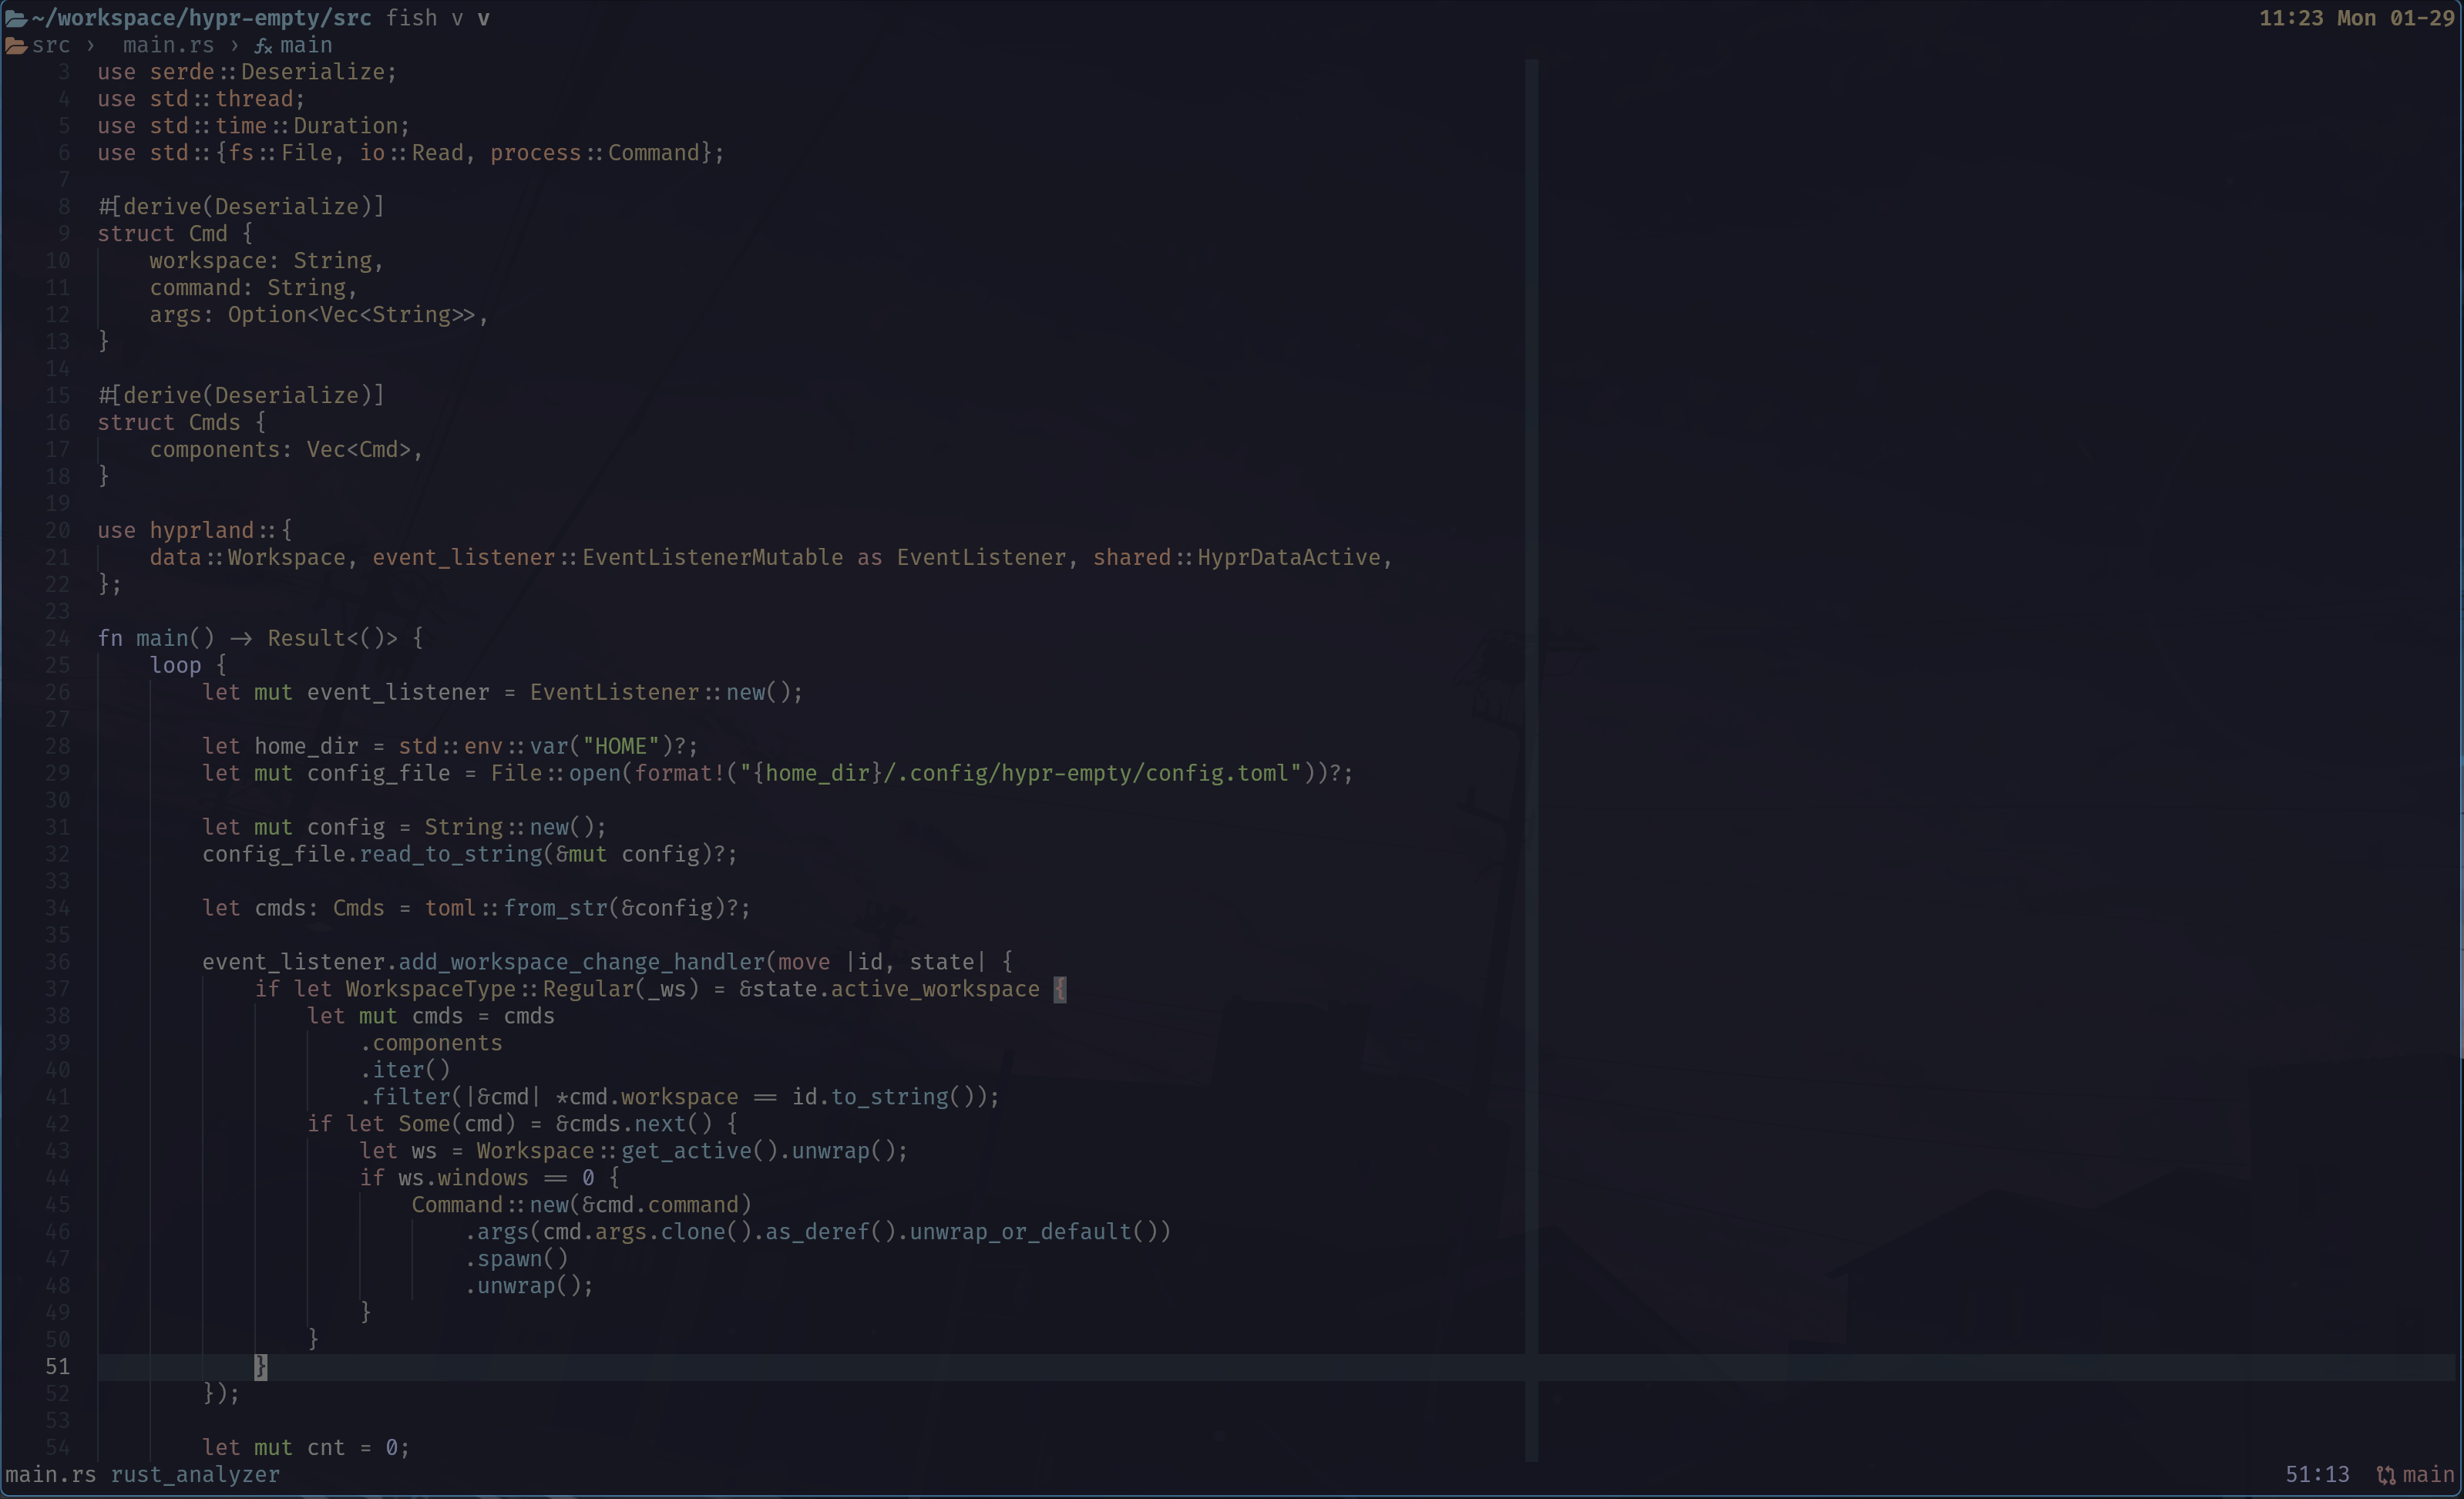 ~/workspace/hypr-empty/src fish v v 11:23 Mon 01-29
src › main.rs › fx main
3 use serde::Deserialize;
4 use std::thread;
5 use std::time::Duration;
6 use std::{fs::File, io::Read, process::Command};
7
8 #[derive(Deserialize)]
9 struct Cmd {
10     workspace: String,
11     command: String,
12     args: Option<Vec<String>>,
13 }
14
15 #[derive(Deserialize)]
16 struct Cmds {
17     components: Vec<Cmd>,
18 }
19
20 use hyprland::{
21     data::Workspace, event_listener::EventListenerMutable as EventListener, shared::HyprDataActive,
22 };
23
24 fn main() -> Result<()> {
25     loop {
26         let mut event_listener = EventListener::new();
27
28         let home_dir = std::env::var("HOME")?;
29         let mut config_file = File::open(format!("{home_dir}/.config/hypr-empty/config.toml"))?;
30
31         let mut config = String::new();
32         config_file.read_to_string(&mut config)?;
33
34         let cmds: Cmds = toml::from_str(&config)?;
35
36         event_listener.add_workspace_change_handler(move |id, state| {
37             if let WorkspaceType::Regular(_ws) = &state.active_workspace {
38                 let mut cmds = cmds
39                     .components
40                     .iter()
41                     .filter(|&cmd| *cmd.workspace == id.to_string());
42                 if let Some(cmd) = &cmds.next() {
43                     let ws = Workspace::get_active().unwrap();
44                     if ws.windows == 0 {
45                         Command::new(&cmd.command)
46                             .args(cmd.args.clone().as_deref().unwrap_or_default())
47                             .spawn()
48                             .unwrap();
49                     }
50                 }
51             }
52         });
53
54         let mut cnt = 0;
main.rs rust_analyzer 51:13 main